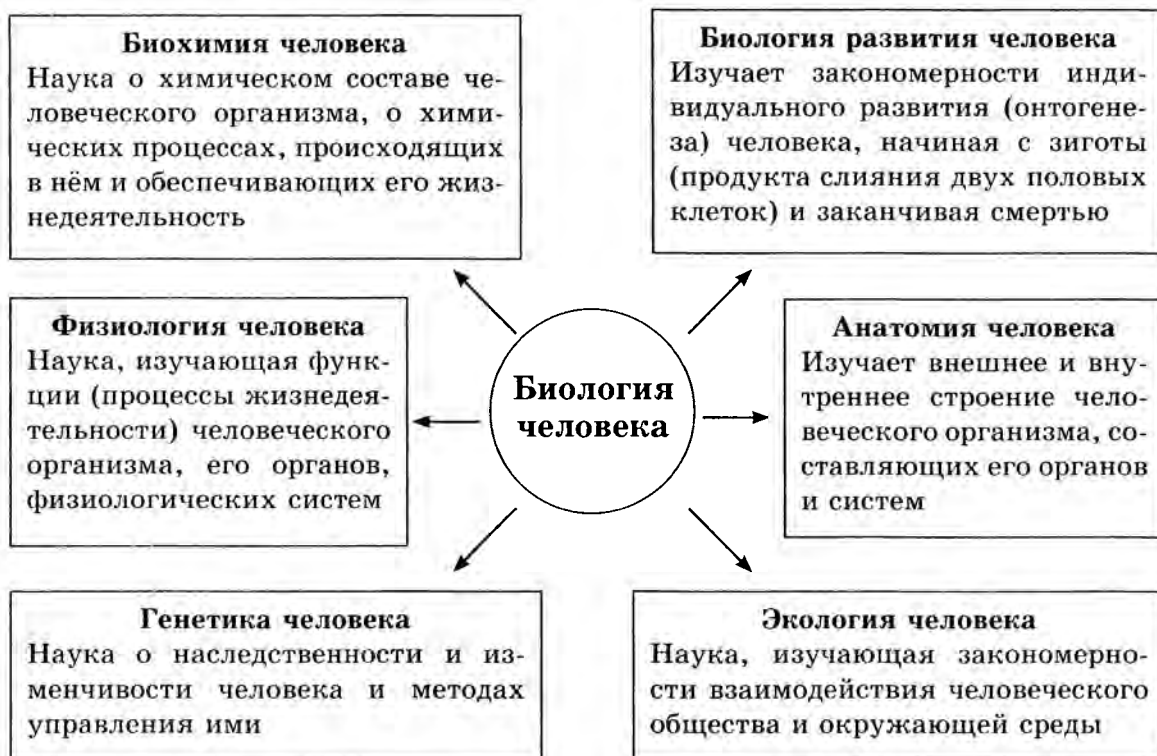 Биохимия человека
Наука о химическом составе че-
ловеческого организма, о хими-
ческих процессах, происходящих
в нём и обеспечивающих его жиз-
недеятельность
Биология развития человека
Изучает закономерности инди-
видуального развития (онтогене-
за) человека, начиная с зиготы
(продукта слияния двух половых
клеток) и заканчивая смертью
Физиология человека
Наука, изучающая функ-
ции (процессы жизнедея-
тельности) человеческого
организма, его органов,
физиологических систем
Биология
человека
Анатомия человека
Изучает внешнее и вну-
треннее строение чело-
веческого организма, со-
ставляющих его органов
и систем
Генетика человека
Наука о наследственности и из-
менчивости человека и методах
управления ими
Экология человека
Наука, изучающая закономерно-
сти взаимодействия человеческого
общества и окружающей среды